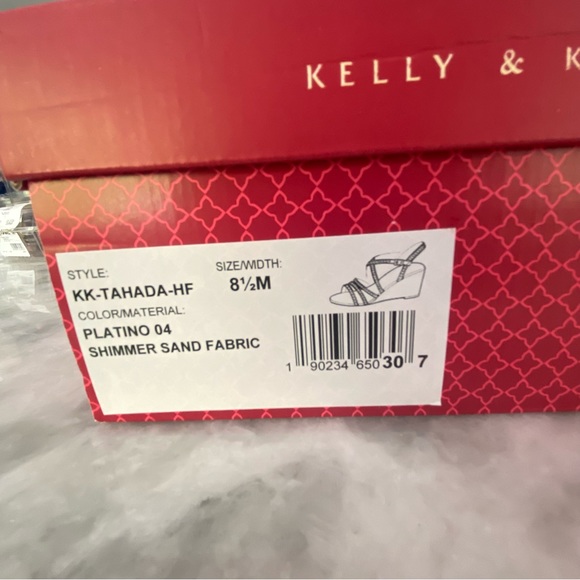 KELLY & K
STYLE:
KK-TAHADA-HF
SIZE/WIDTH:
8½M
COLOR/MATERIAL:
PLATINO 04
SHIMMER SAND FABRIC
1 90234 65030 7